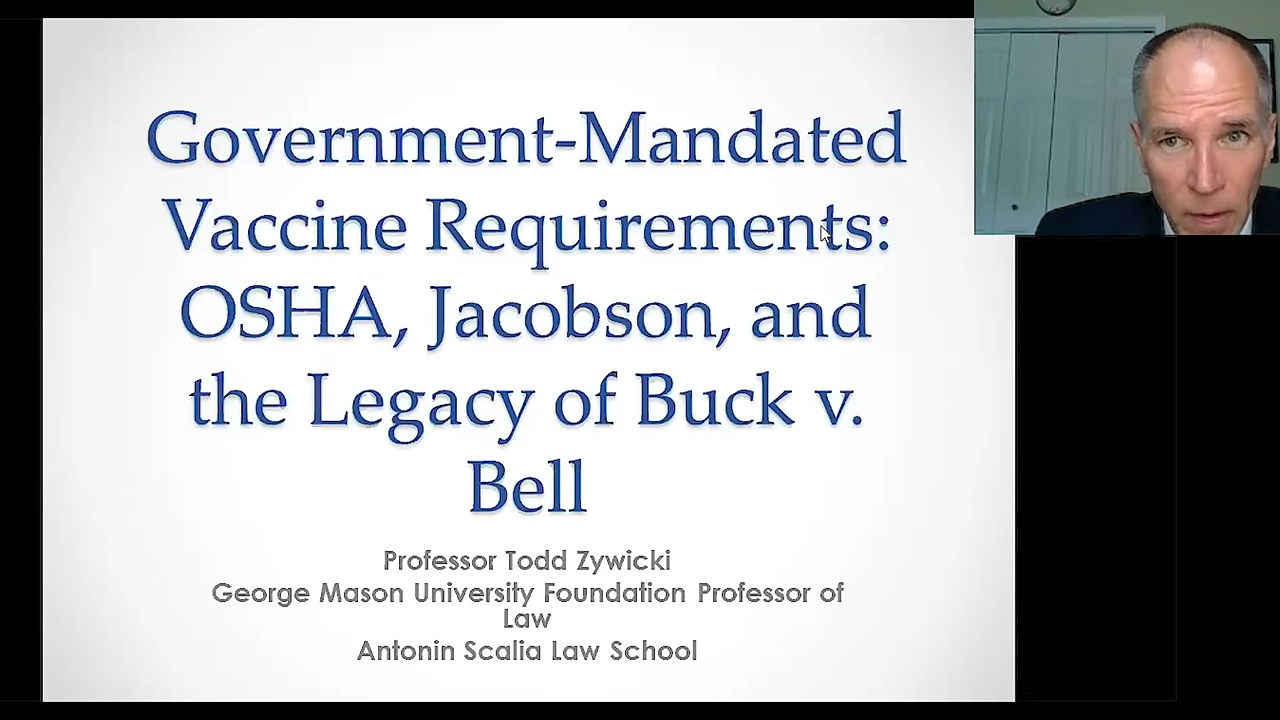 Government-Mandated
Vaccine Requirements:
OSHA, Jacobson, and
the Legacy of Buck v.
Bell
Professor Todd Zywicki
George Mason University Foundation Professor of
Law
Antonin Scalia Law School